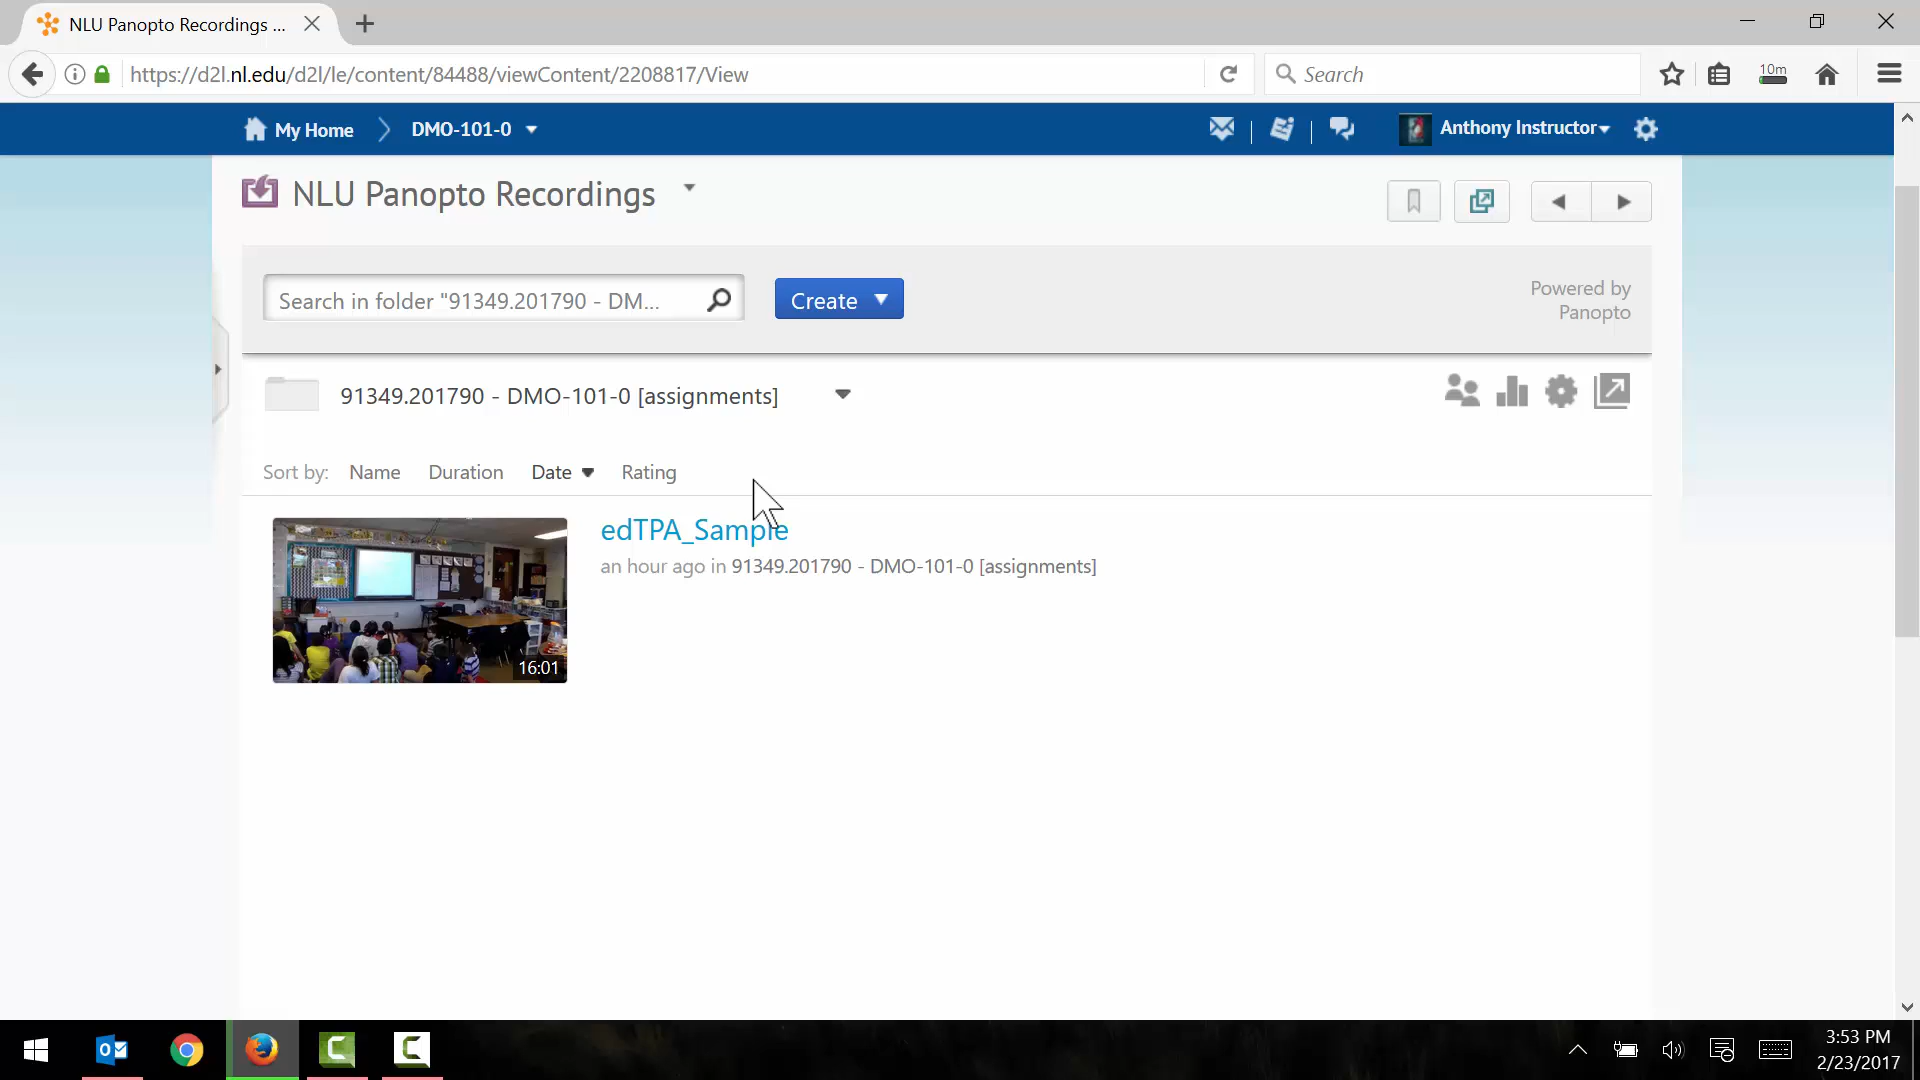 NLU Panopto Recordings ...
https://d2l.nl.edu/d2l/le/content/84488/viewContent/2208817/View
Search
10m
My Home
DMO-101-0
Anthony Instructor
NLU Panopto Recordings
Search in folder "91349.201790 - DM...
Create
Powered by
Panopto
91349.201790 - DMO-101-0 [assignments]
Sort by: Name Duration Date Rating
edTPA_Sample
an hour ago in 91349.201790 - DMO-101-0 [assignments]
16:01
3:53 PM
2/23/2017